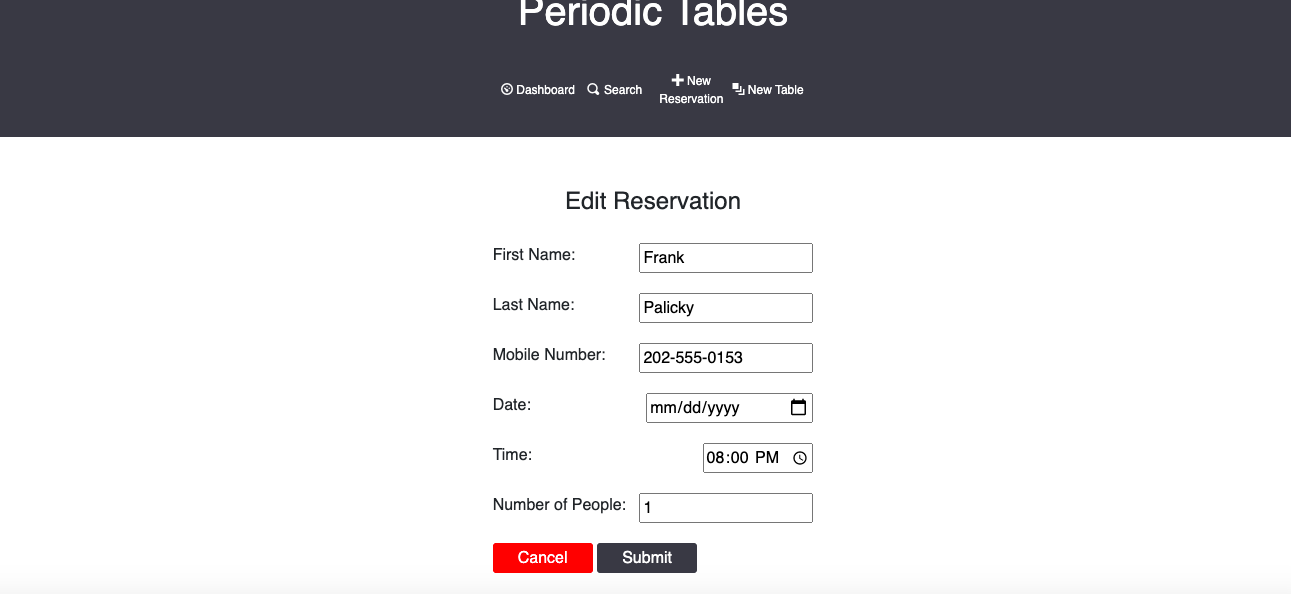 Periodic Tables
Dashboard Search New Reservation New Table
Edit Reservation
First Name: Frank
Last Name: Palicky
Mobile Number: 202-555-0153
Date: mm/dd/yyyy
Time: 08:00 PM
Number of People: 1
Cancel Submit